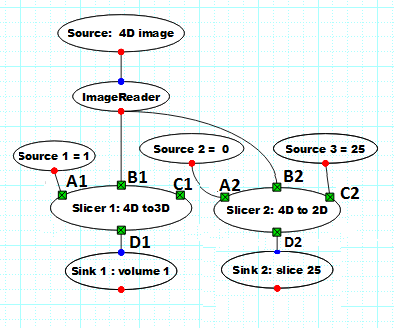 Source:  4D image
ImageReader
Source 1 = 1
Source 2 =  0
Source 3 = 25
A1
B1
C1
A2
B2
C2
Slicer 1: 4D to3D
Slicer 2: 4D to 2D
D1
D2
Sink 1 : volume 1
Sink 2: slice 25